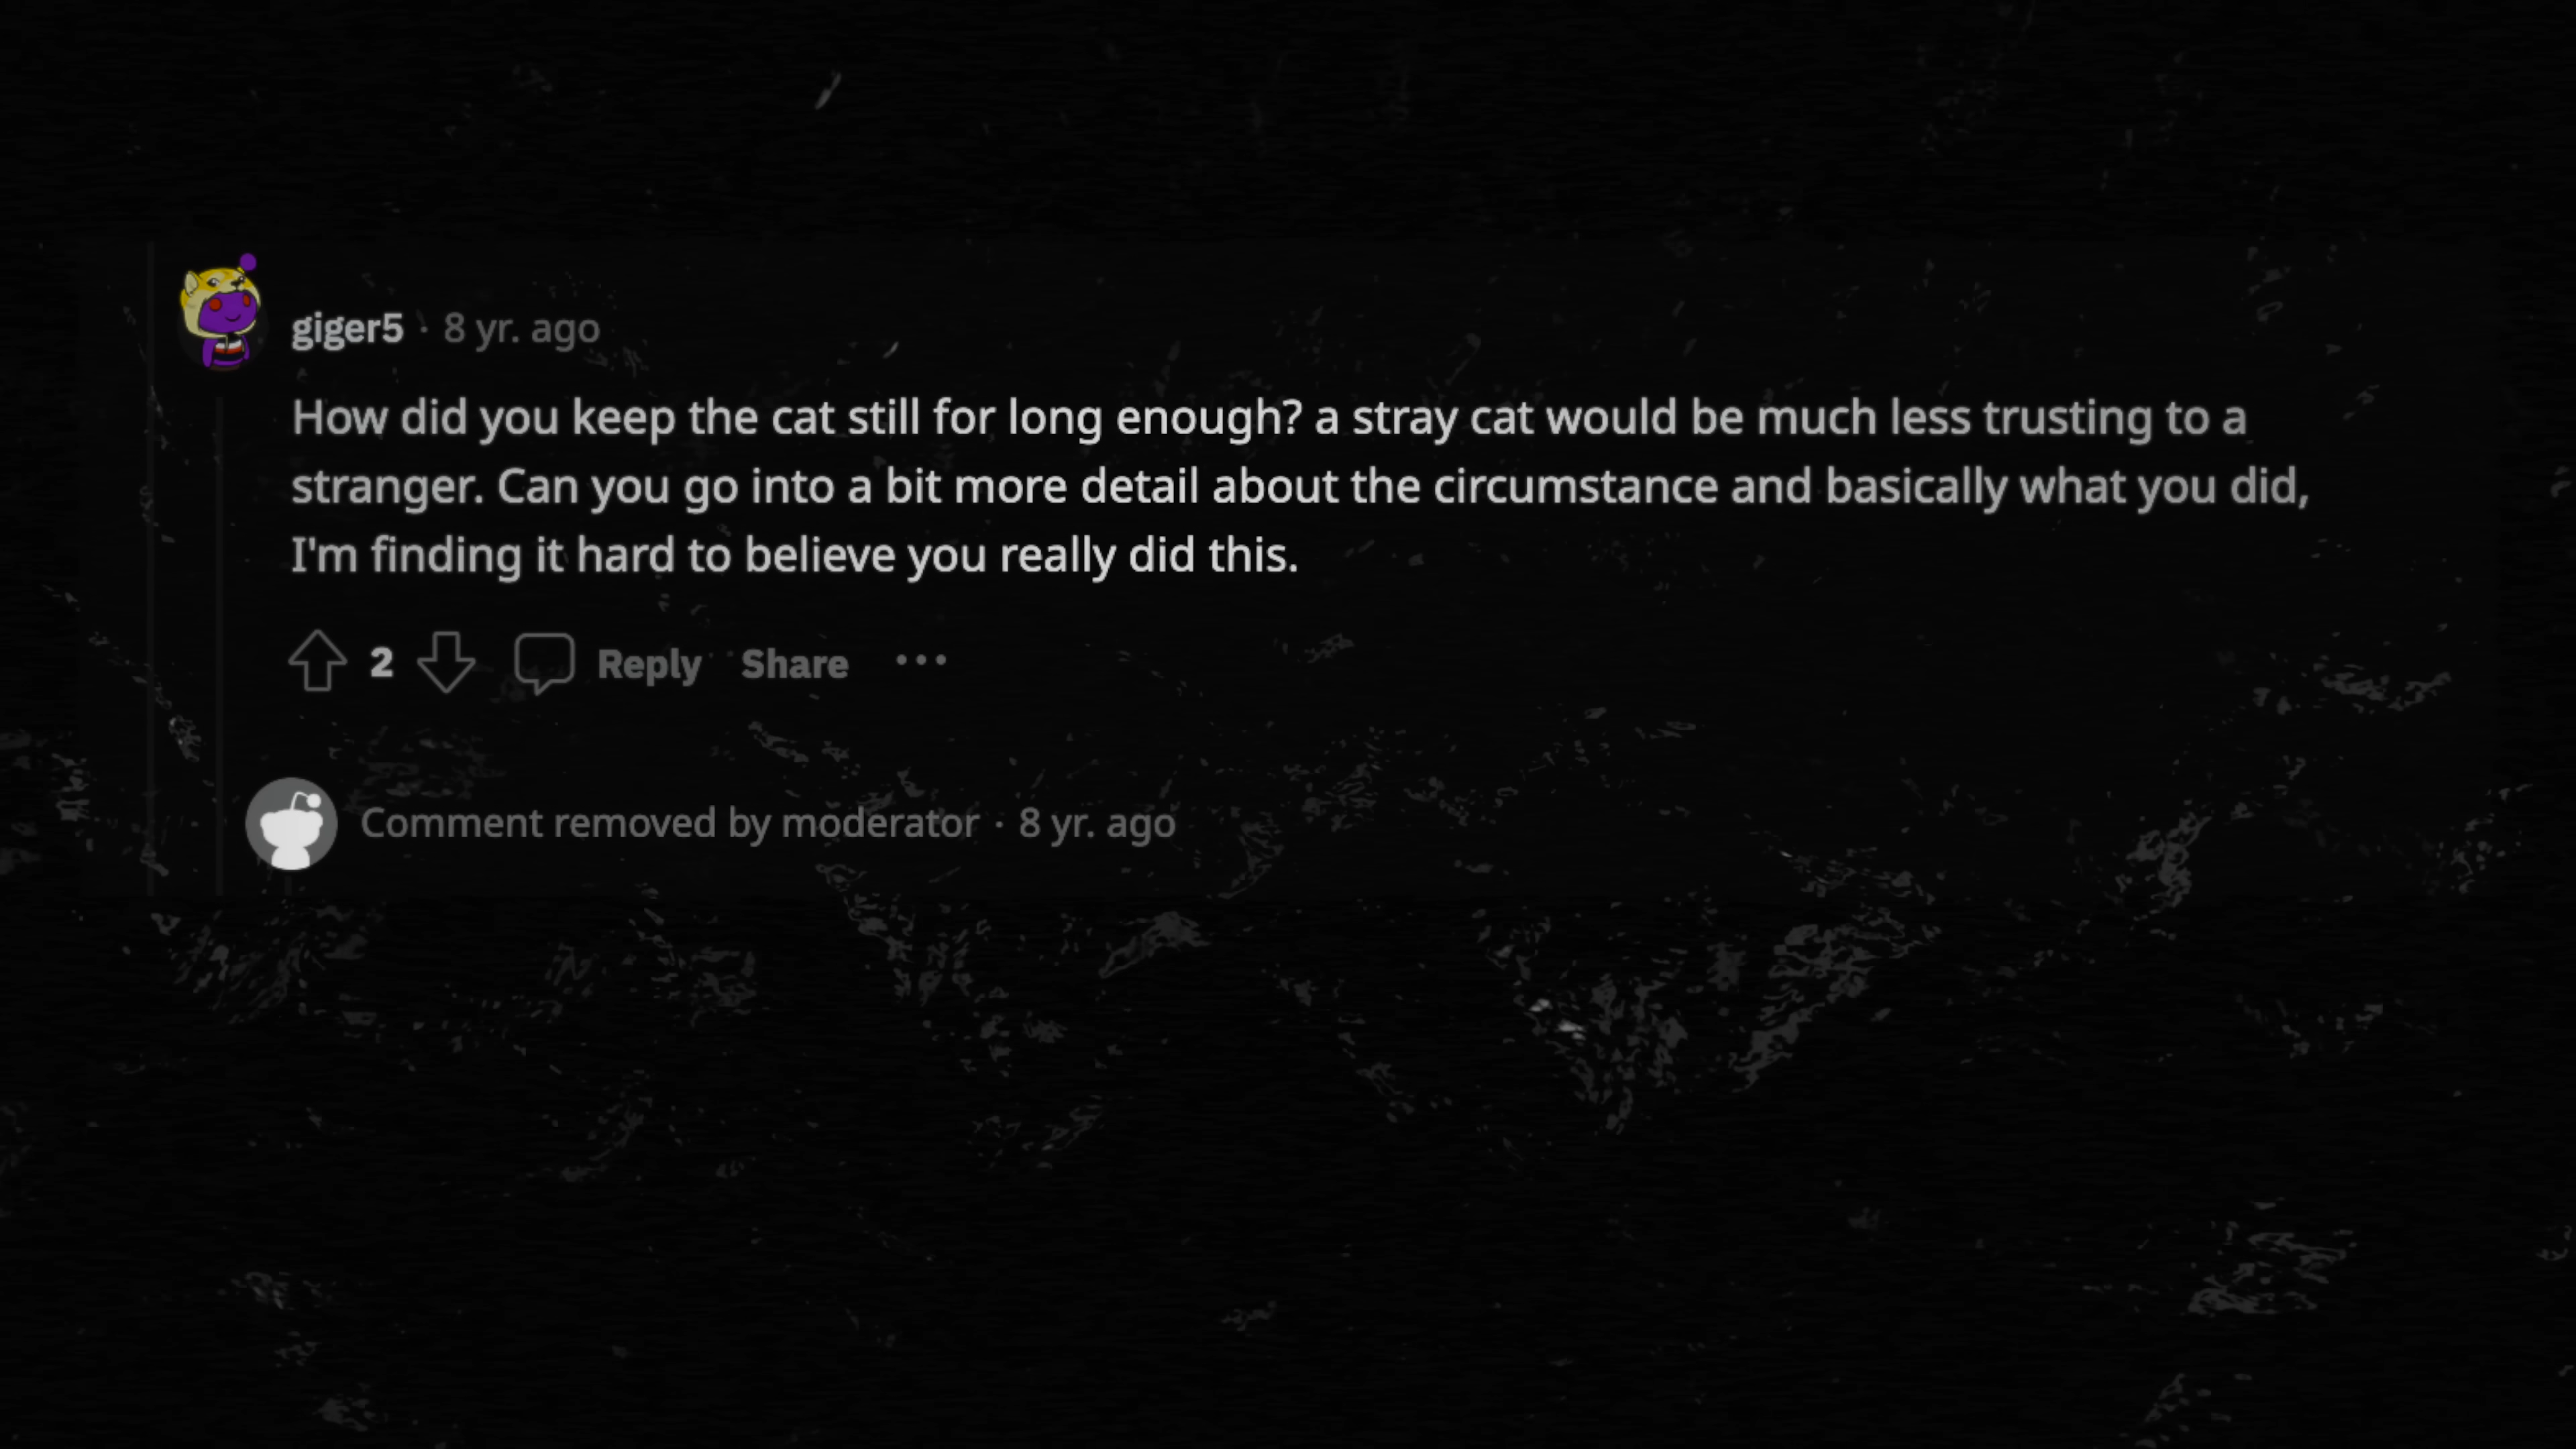 giger5 · 8 yr. ago
How did you keep the cat still for long enough? a stray cat would be much less trusting to a
stranger. Can you go into a bit more detail about the circumstance and basically what you did,
I'm finding it hard to believe you really did this.
2 Reply Share ···
Comment removed by moderator · 8 yr. ago